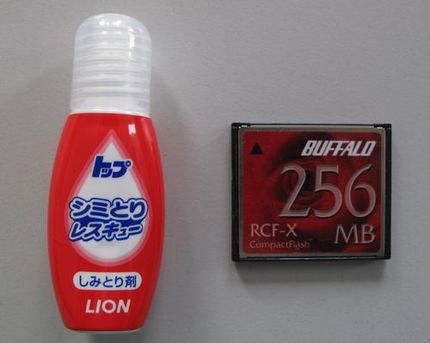 トップ
シミとり
レスキュー
しみとり剤
LION
BUFFALO
256
MB
RCF-X
CompactFlash